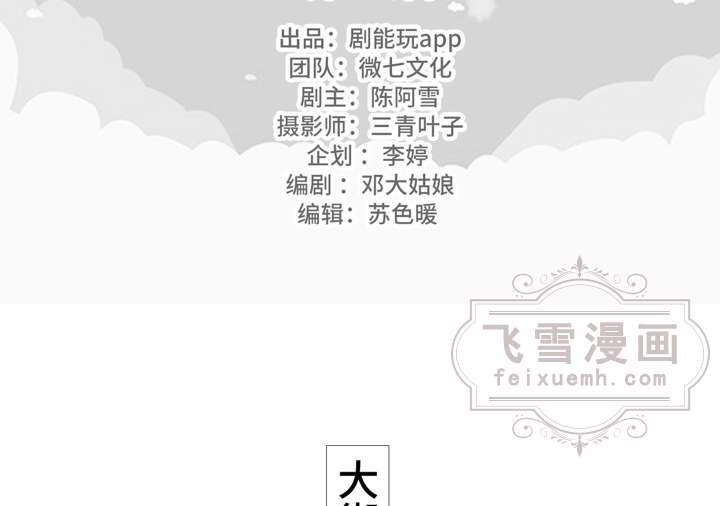 出品：剧能玩app
团队：微七文化
剧主：陈阿雪
摄影师：三青叶子
企划：李婷
编剧：邓大姑娘
编辑：苏色暖
飞雪漫画
feixuemh.com
大